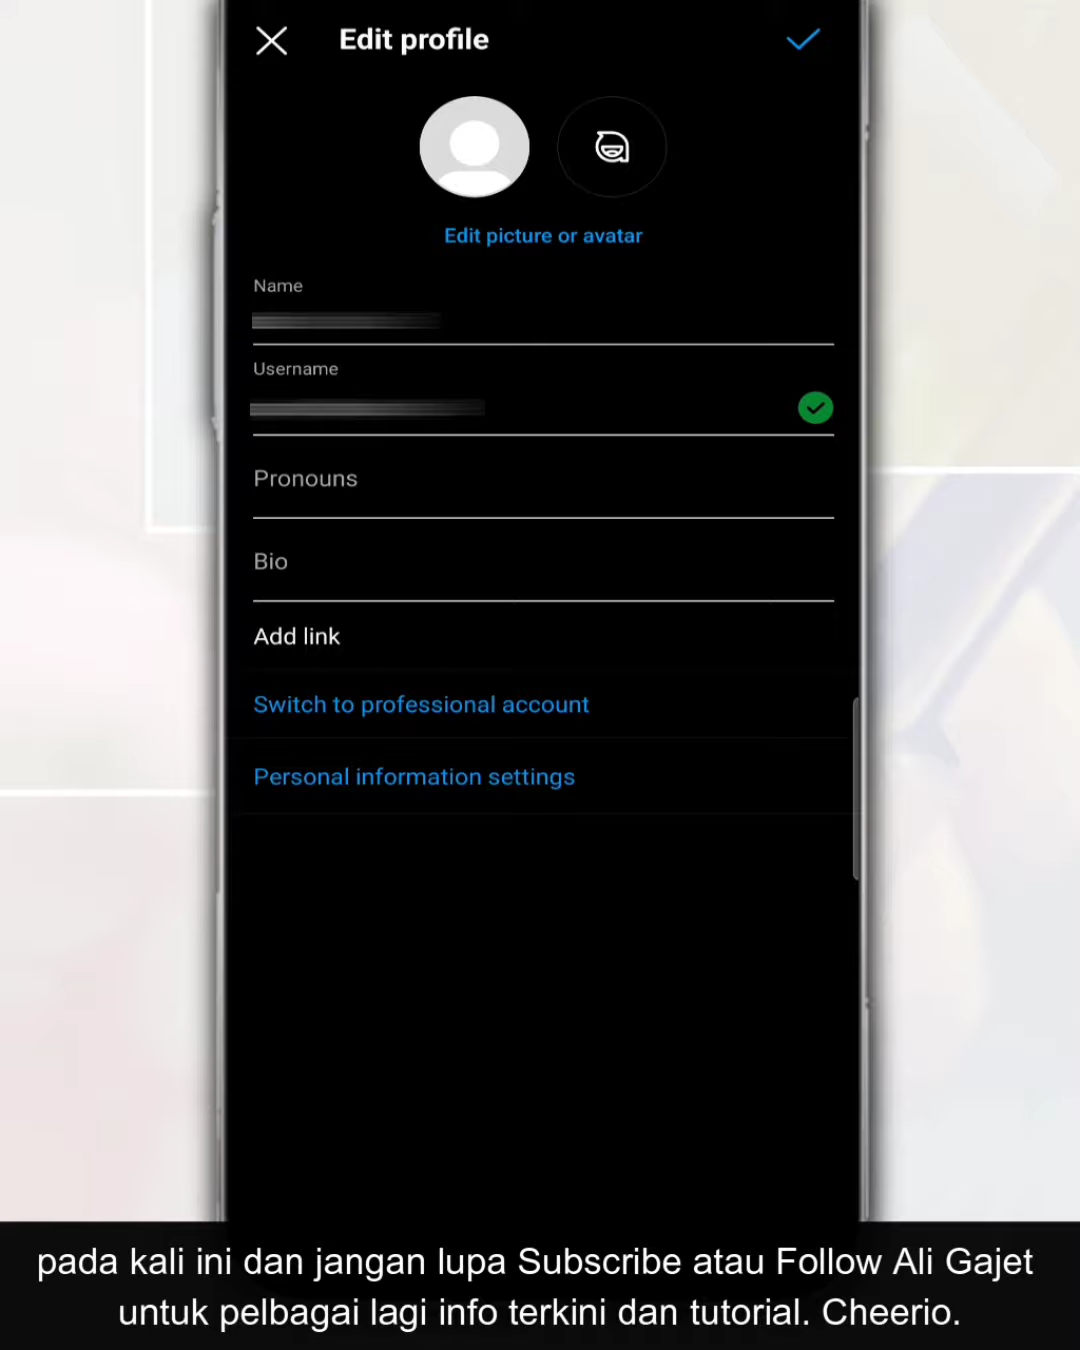 Edit profile
Edit picture or avatar
Name
Username
Pronouns
Bio
Add link
Switch to professional account
Personal information settings
pada kali ini dan jangan lupa Subscribe atau Follow Ali Gajet
untuk pelbagai lagi info terkini dan tutorial. Cheerio.